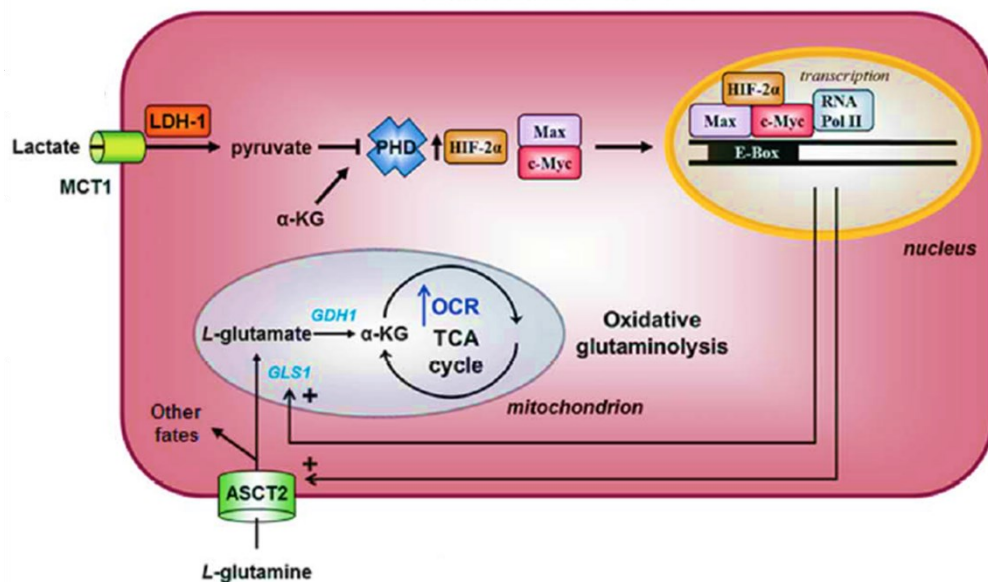 transcription
HIF-2α
RNA
Pol II
Max
c-Myc
E-Box
nucleus
LDH-1
Lactate
MCT1
pyruvate
PHD
HIF-2α
Max
c-Myc
α-KG
GDH1
L-glutamate
α-KG
OCR
TCA
cycle
GLS1
+
mitochondrion
Oxidative
glutaminolysis
Other
fates
+
ASCT2
L-glutamine